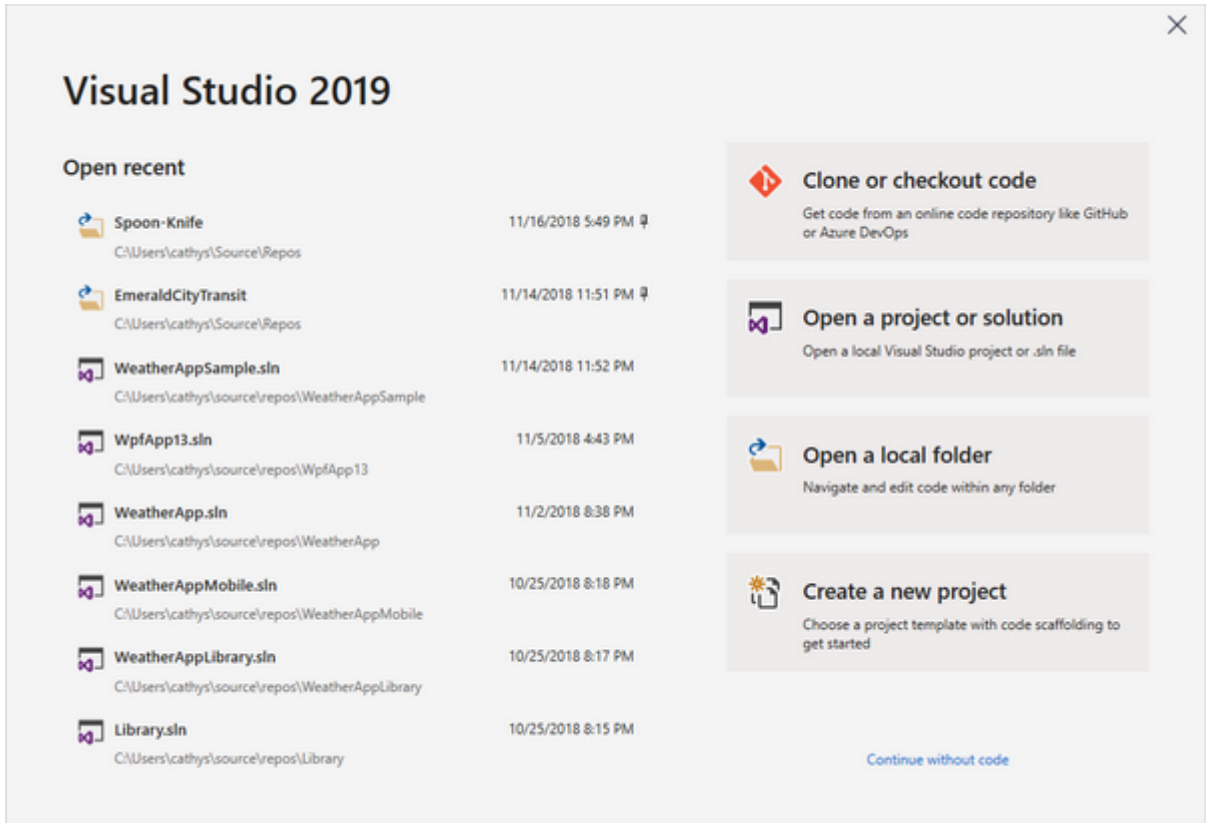 Visual Studio 2019
Open recent
Spoon-Knife 11/16/2018 5:49 PM
C:\Users\cathys\Source\Repos
EmeraldCityTransit 11/14/2018 11:51 PM
C:\Users\cathys\Source\Repos
WeatherAppSample.sln 11/14/2018 11:52 PM
C:\Users\cathys\source\repos\WeatherAppSample
WpfApp13.sln 11/5/2018 4:43 PM
C:\Users\cathys\source\repos\WpfApp13
WeatherApp.sln 11/2/2018 8:38 PM
C:\Users\cathys\source\repos\WeatherApp
WeatherAppMobile.sln 10/25/2018 8:18 PM
C:\Users\cathys\source\repos\WeatherAppMobile
WeatherAppLibrary.sln 10/25/2018 8:17 PM
C:\Users\cathys\source\repos\WeatherAppLibrary
Library.sln 10/25/2018 8:15 PM
C:\Users\cathys\source\repos\Library
Clone or checkout code
Get code from an online code repository like GitHub
or Azure DevOps
Open a project or solution
Open a local Visual Studio project or .sln file
Open a local folder
Navigate and edit code within any folder
Create a new project
Choose a project template with code scaffolding to
get started
Continue without code